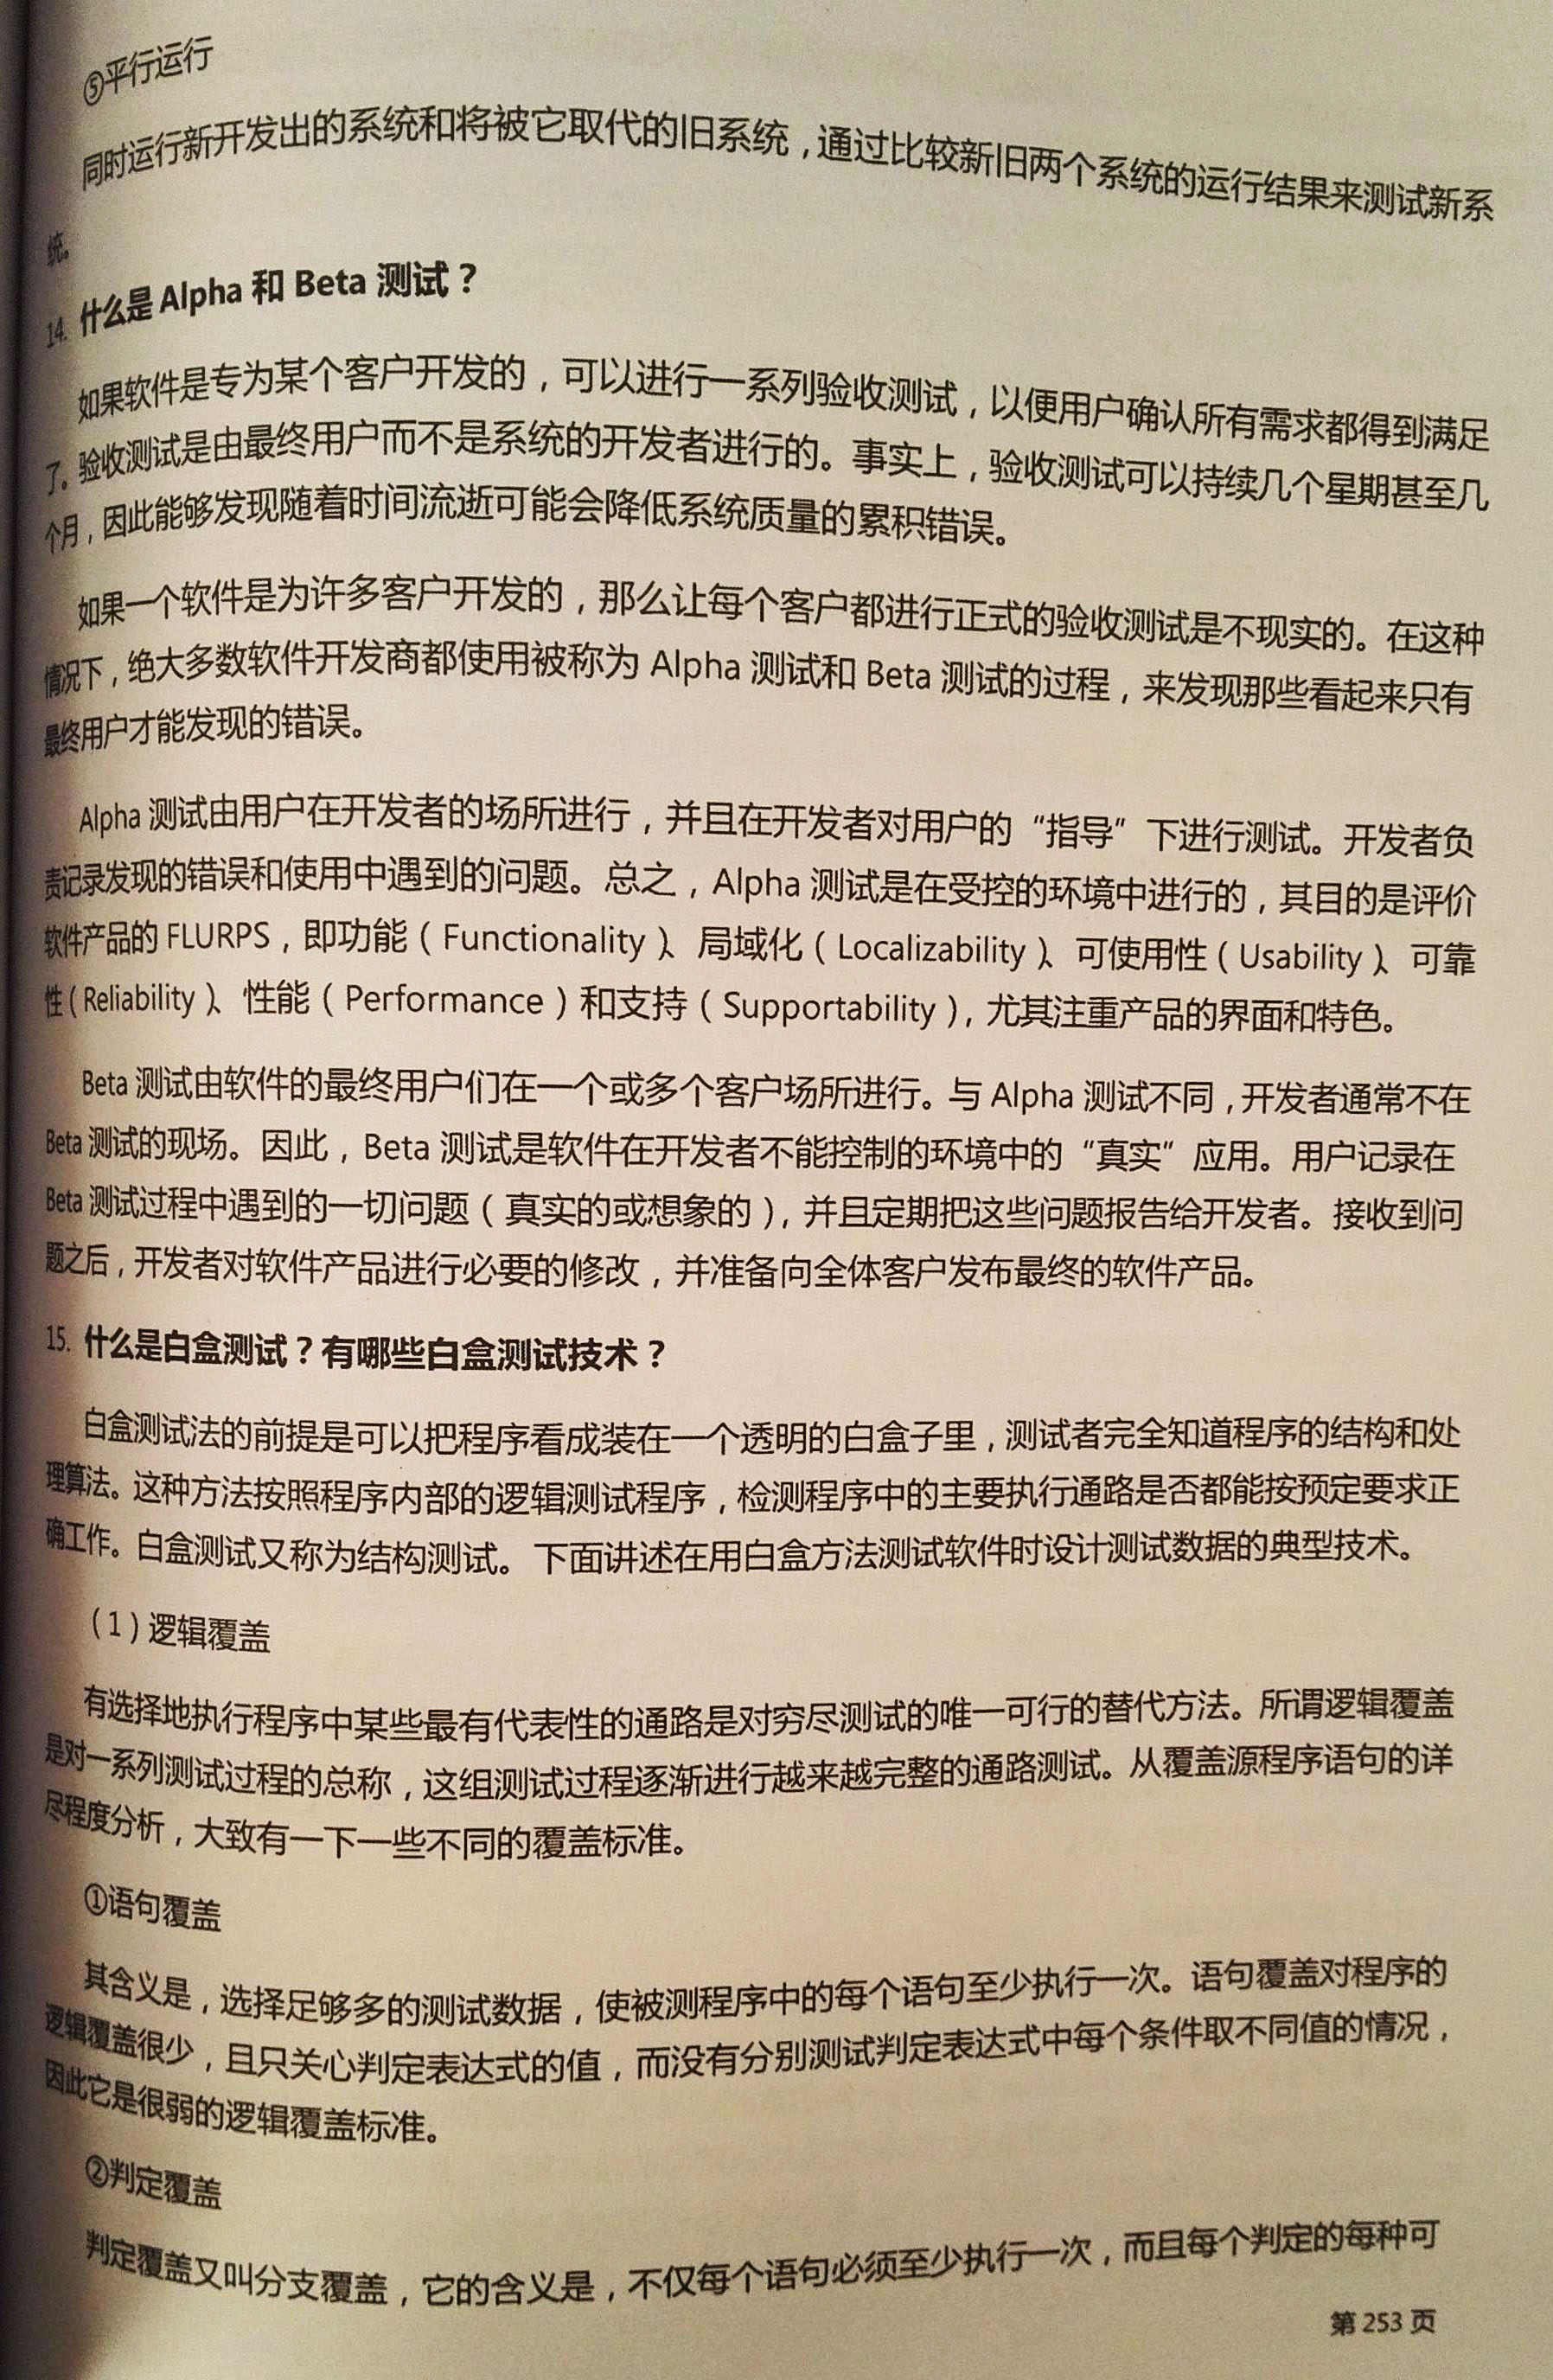 ⑤平行运行
同时运行新开发出的系统和将被它取代的旧系统，通过比较新旧两个系统的运行结果来测试新系
统。
14. 什么是 Alpha 和 Beta 测试？
如果软件是专为某个客户开发的，可以进行一系列验收测试，以便用户确认所有需求都得到满足
了。验收测试是由最终用户而不是系统的开发者进行的。事实上，验收测试可以持续几个星期甚至几
个月，因此能够发现随着时间流逝可能会降低系统质量的累积错误。
如果一个软件是为许多客户开发的，那么让每个客户都进行正式的验收测试是不现实的。在这种
情况下，绝大多数软件开发商都使用被称为 Alpha 测试和 Beta 测试的过程，来发现那些看起来只有
最终用户才能发现的错误。
Alpha 测试由用户在开发者的场所进行，并且在开发者对用户的“指导”下进行测试。开发者负
责记录发现的错误和使用中遇到的问题。总之，Alpha 测试是在受控的环境中进行的，其目的是评价
软件产品的 FLURPS，即功能（Functionality）、局域化（Localizability）、可使用性（Usability）、可靠
性（Reliability）、性能（Performance）和支持（Supportability），尤其注重产品的界面和特色。
Beta 测试由软件的最终用户们在一个或多个客户场所进行。与 Alpha 测试不同，开发者通常不在
Beta 测试的现场。因此，Beta 测试是软件在开发者不能控制的环境中的“真实”应用。用户记录在
Beta 测试过程中遇到的一切问题（真实的或想象的），并且定期把这些问题报告给开发者。接收到问
题之后，开发者对软件产品进行必要的修改，并准备向全体客户发布最终的软件产品。
15. 什么是白盒测试？有哪些白盒测试技术？
白盒测试法的前提是可以把程序看成装在一个透明的白盒子里，测试者完全知道程序的结构和处
理算法。这种方法按照程序内部的逻辑测试程序，检测程序中的主要执行通路是否都能按预定要求正
确工作。白盒测试又称为结构测试。下面讲述在用白盒方法测试软件时设计测试数据的典型技术。
（1）逻辑覆盖
有选择地执行程序中某些最有代表性的通路是对穷尽测试的唯一可行的替代方法。所谓逻辑覆盖
是对一系列测试过程的总称，这组测试过程逐渐进行越来越完整的通路测试。从覆盖源程序语句的详
尽程度分析，大致有一下一些不同的覆盖标准。
①语句覆盖
其含义是，选择足够多的测试数据，使被测程序中的每个语句至少执行一次。语句覆盖对程序的
逻辑覆盖很少，且只关心判定表达式的值，而没有分别测试判定表达式中每个条件取不同值的情况，
因此它是很弱的逻辑覆盖标准。
②判定覆盖
判定覆盖又叫分支覆盖，它的含义是，不仅每个语句必须至少执行一次，而且每个判定的每种可
第 253 页